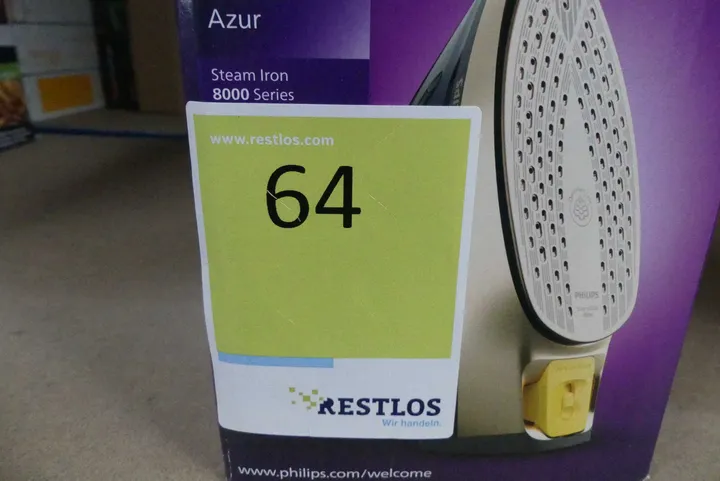 Azur
Steam Iron
8000 Series
www.restlos.com
64
PHILIPS
RESTLOS
Wir handeln.
www.philips.com/welcome